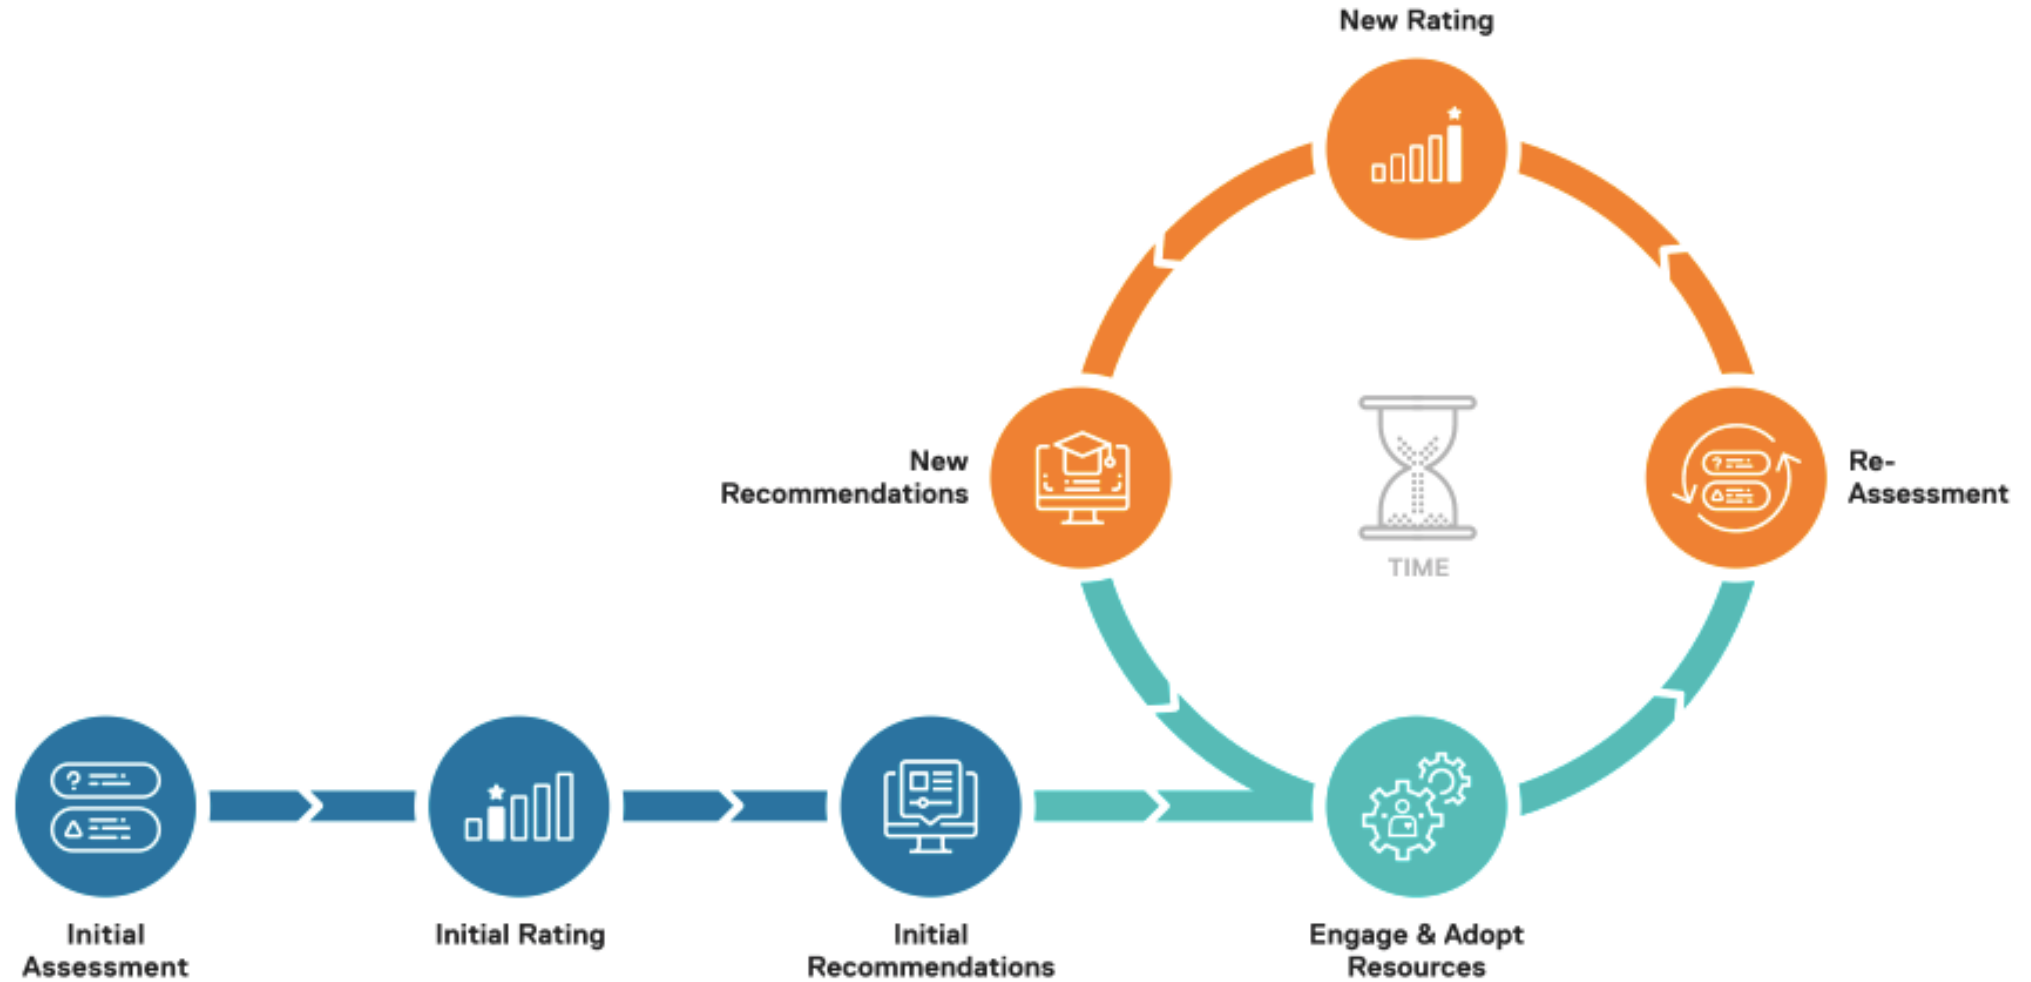 New Rating
New
Recommendations
Re-
Assessment
TIME
Initial
Assessment
Initial Rating
Initial
Recommendations
Engage & Adopt
Resources